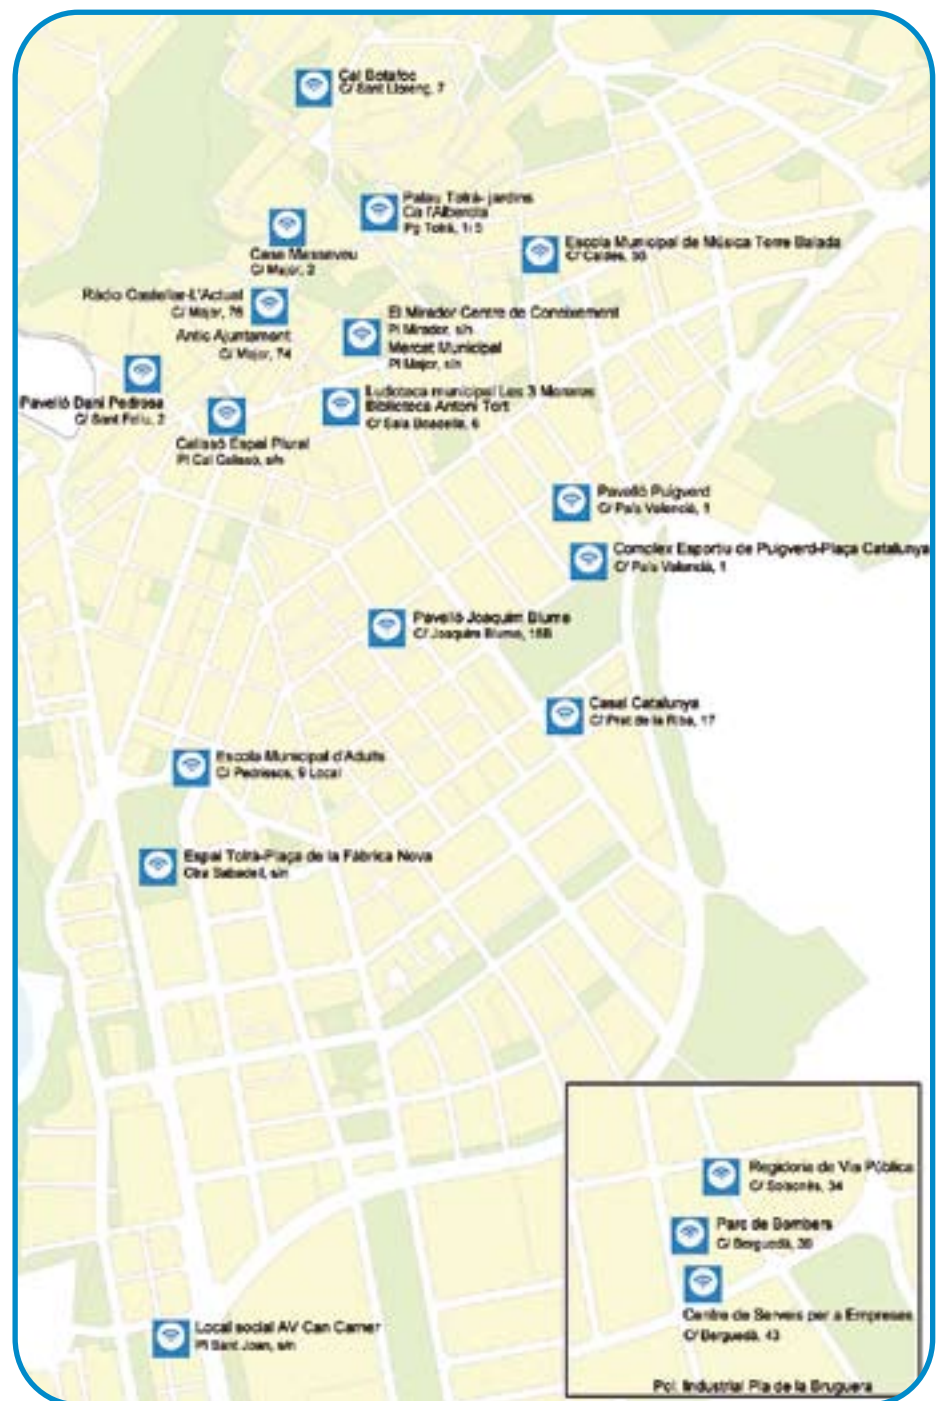 Cal Botafoc
C/ Sant Llorenç, 7
Palau Tolrà- jardins
Ca l'Alberola
Pg Tolrà, 1i 3
Casa Massaveu
C/ Major, 2
Escola Municipal de Música Torre Balada
C/ Caldes,
Ràdio Castellar-L'Actual
C/ Major, 76
Antic Ajuntament
C/ Major, 74
El Mirador Centre de Coneixement
Pl Mirador, s/n
Mercat Municipal
Pl Major, s/n
Pavelló Dani Pedrosa
C/ Sant Feliu, 2
Calissó Espai Plural
Pl Cal Calissó, s/n
Ludoteca municipal Les 3 Moreres
Biblioteca Antoni Tort
C/ Sala Boadella, 6
Pavelló Puigverd
C/ País Valencià, 1
Complex Esportiu de Puigverd-Plaça Catalunya
C/ País Valencià, 1
Pavelló Joaquim Blume
C/ Joaquim Blume,
Casal Catalunya
C/ Prat de la Riba, 17
Escola Municipal d'Adults
C/ Pedrissos, 9 Local
Espai Tolrà-Plaça de la Fàbrica Nova
Ctra Sabadell, s/n
Regidoria de Via Pública
C/ Solsonès, 34
Parc de Bombers
C/ Berguedà,
Centre de Serveis per a Empreses
C/ Berguedà, 43
Pol. Industrial Pla de la Bruguera
Local social AV Can Carner
Pl Sant Joan, s/n